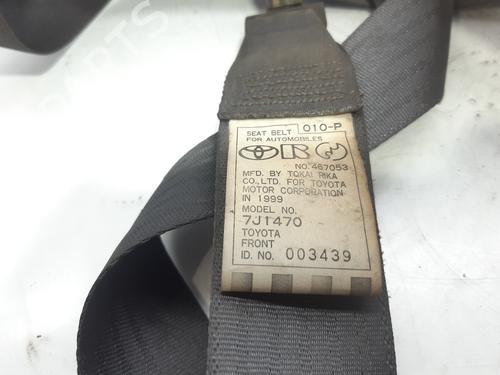 SEAT BELT 010-P
FOR AUTOMOBILES
NO.467053
MFD. BY TOKAI RIKA
CO.,LTD. FOR TOYOTA
MOTOR CORPORATION
IN 1999
MODEL NO.
7J1470
TOYOTA
FRONT
ID. NO. 003439